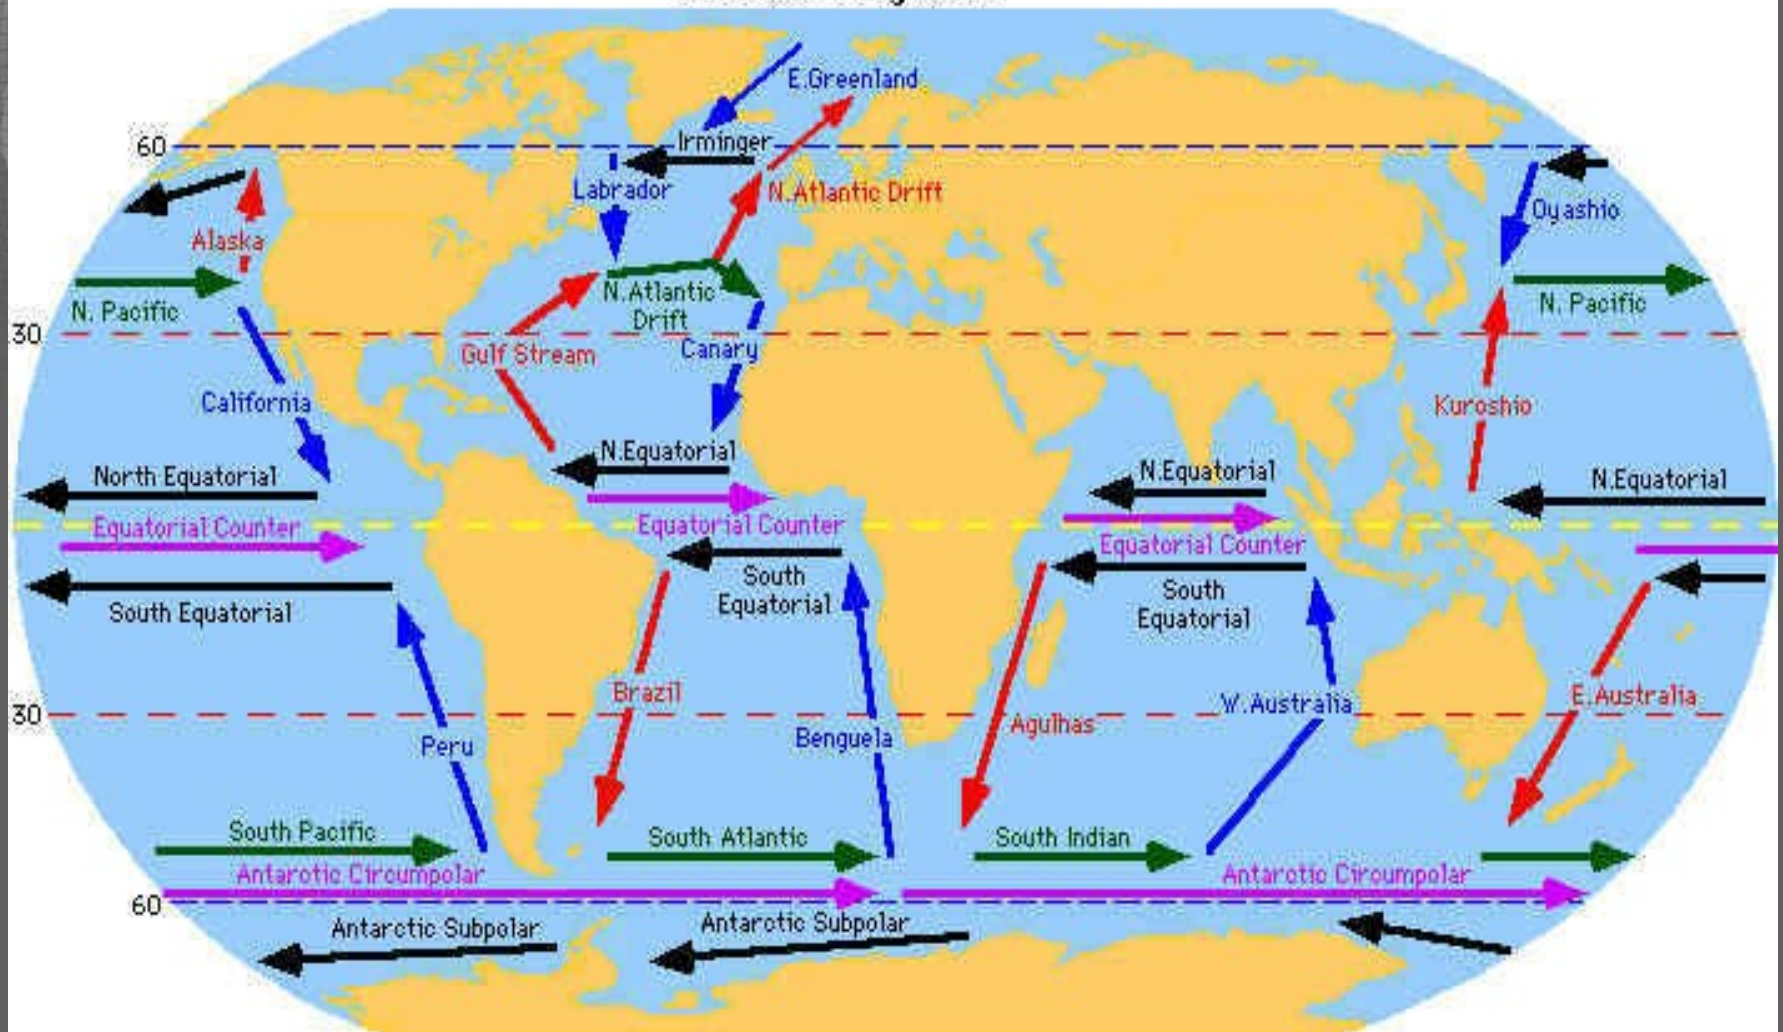 E.Greenland
60
Irminger
Labrador
N.Atlantic Drift
Oyashio
Alaska
N. Pacific
N.Atlantic
Drift
N. Pacific
30
Gulf Stream
Canary
California
Kuroshio
North Equatorial
N.Equatorial
N.Equatorial
N.Equatorial
Equatorial Counter
Equatorial Counter
Equatorial Counter
South Equatorial
South
Equatorial
South
Equatorial
Brazil
W.Australia
E.Australia
30
Peru
Benguela
Agulhas
South Pacific
South Atlantic
South Indian
Antarctic Circumpolar
Antarctic Circumpolar
60
Antarctic Subpolar
Antarctic Subpolar